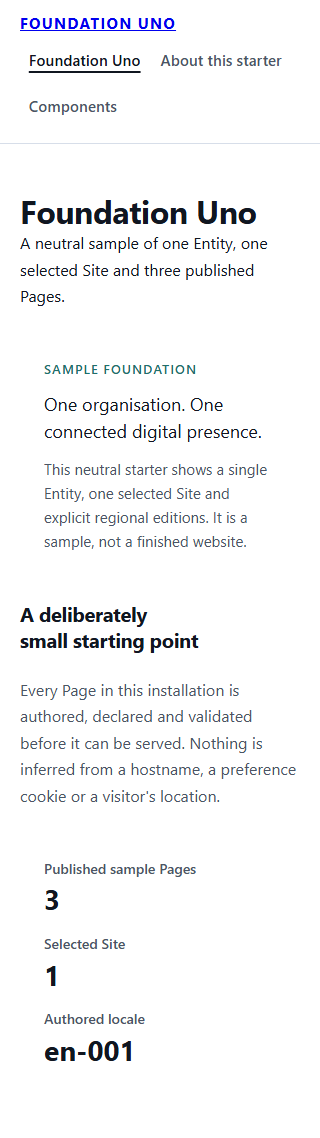 FOUNDATION UNO
Foundation Uno
About this starter
Components
Foundation Uno
A neutral sample of one Entity, one
selected Site and three published
Pages.
SAMPLE FOUNDATION
One organisation. One
connected digital presence.
This neutral starter shows a single
Entity, one selected Site and
explicit regional editions. It is a
sample, not a finished website.
A deliberately
small starting point
Every Page in this installation is
authored, declared and validated
before it can be served. Nothing is
inferred from a hostname, a preference
cookie or a visitor's location.
Published sample Pages
3
Selected Site
1
Authored locale
en-001